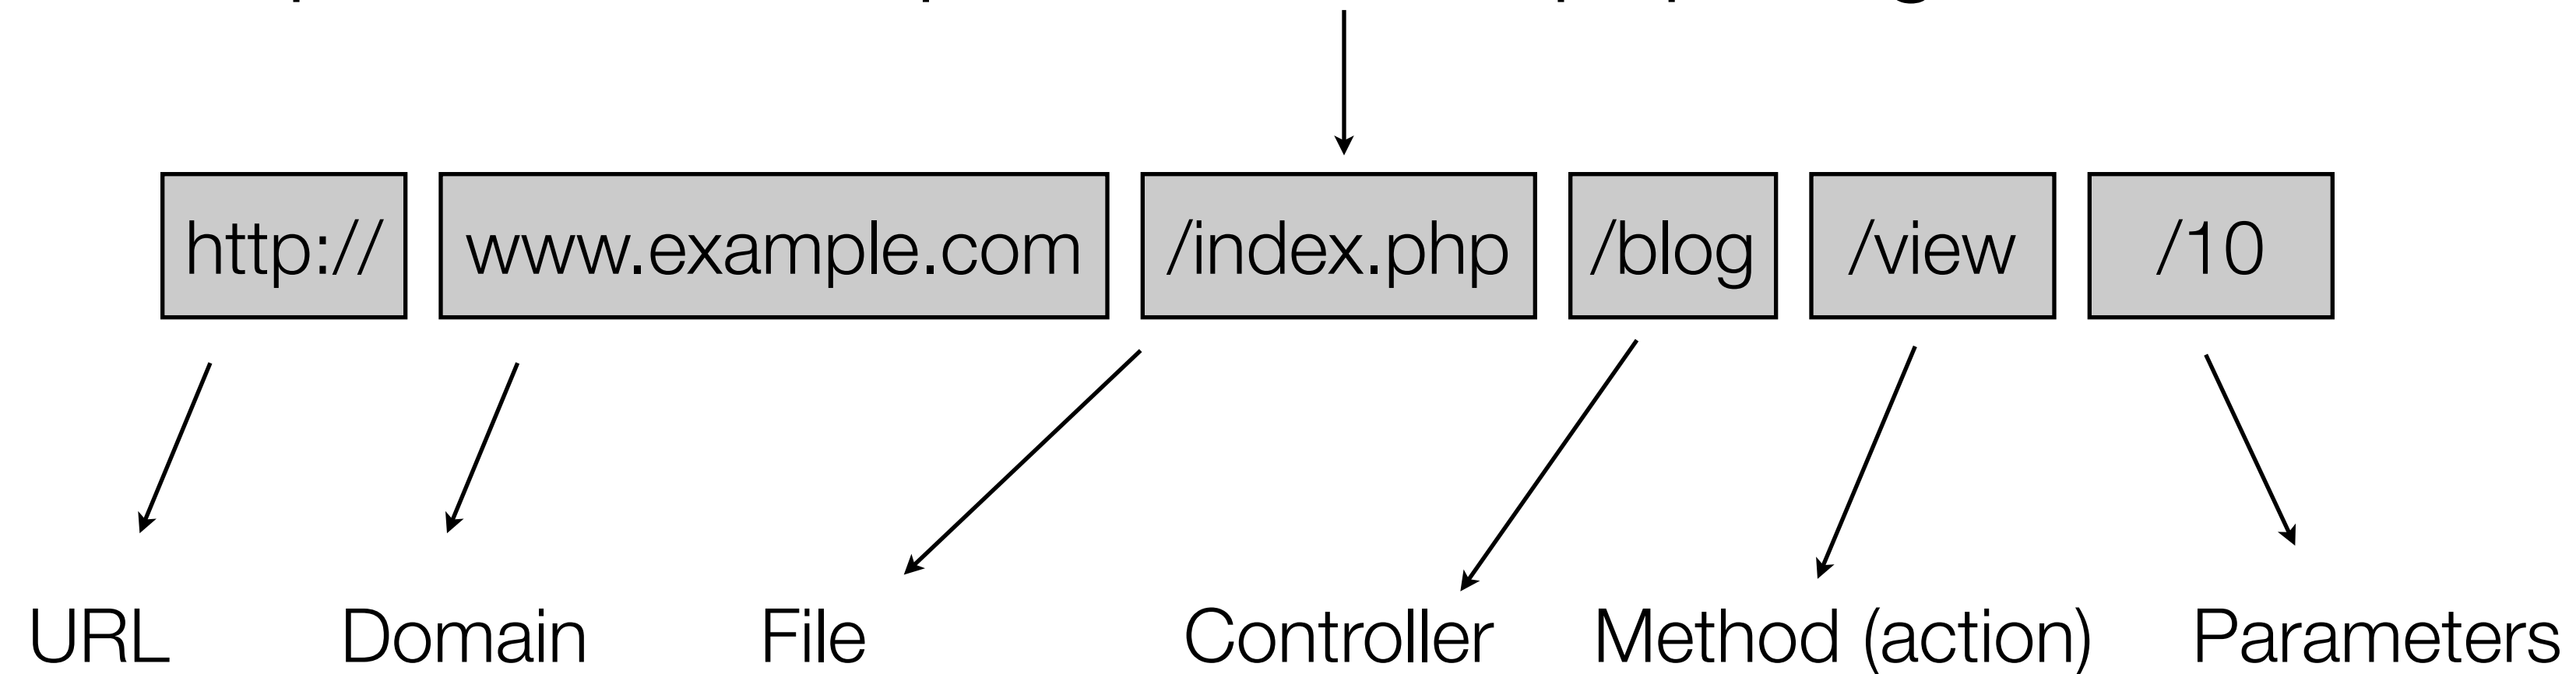 http:// www.example.com /index.php /blog /view /10
URL Domain File Controller Method (action) Parameters